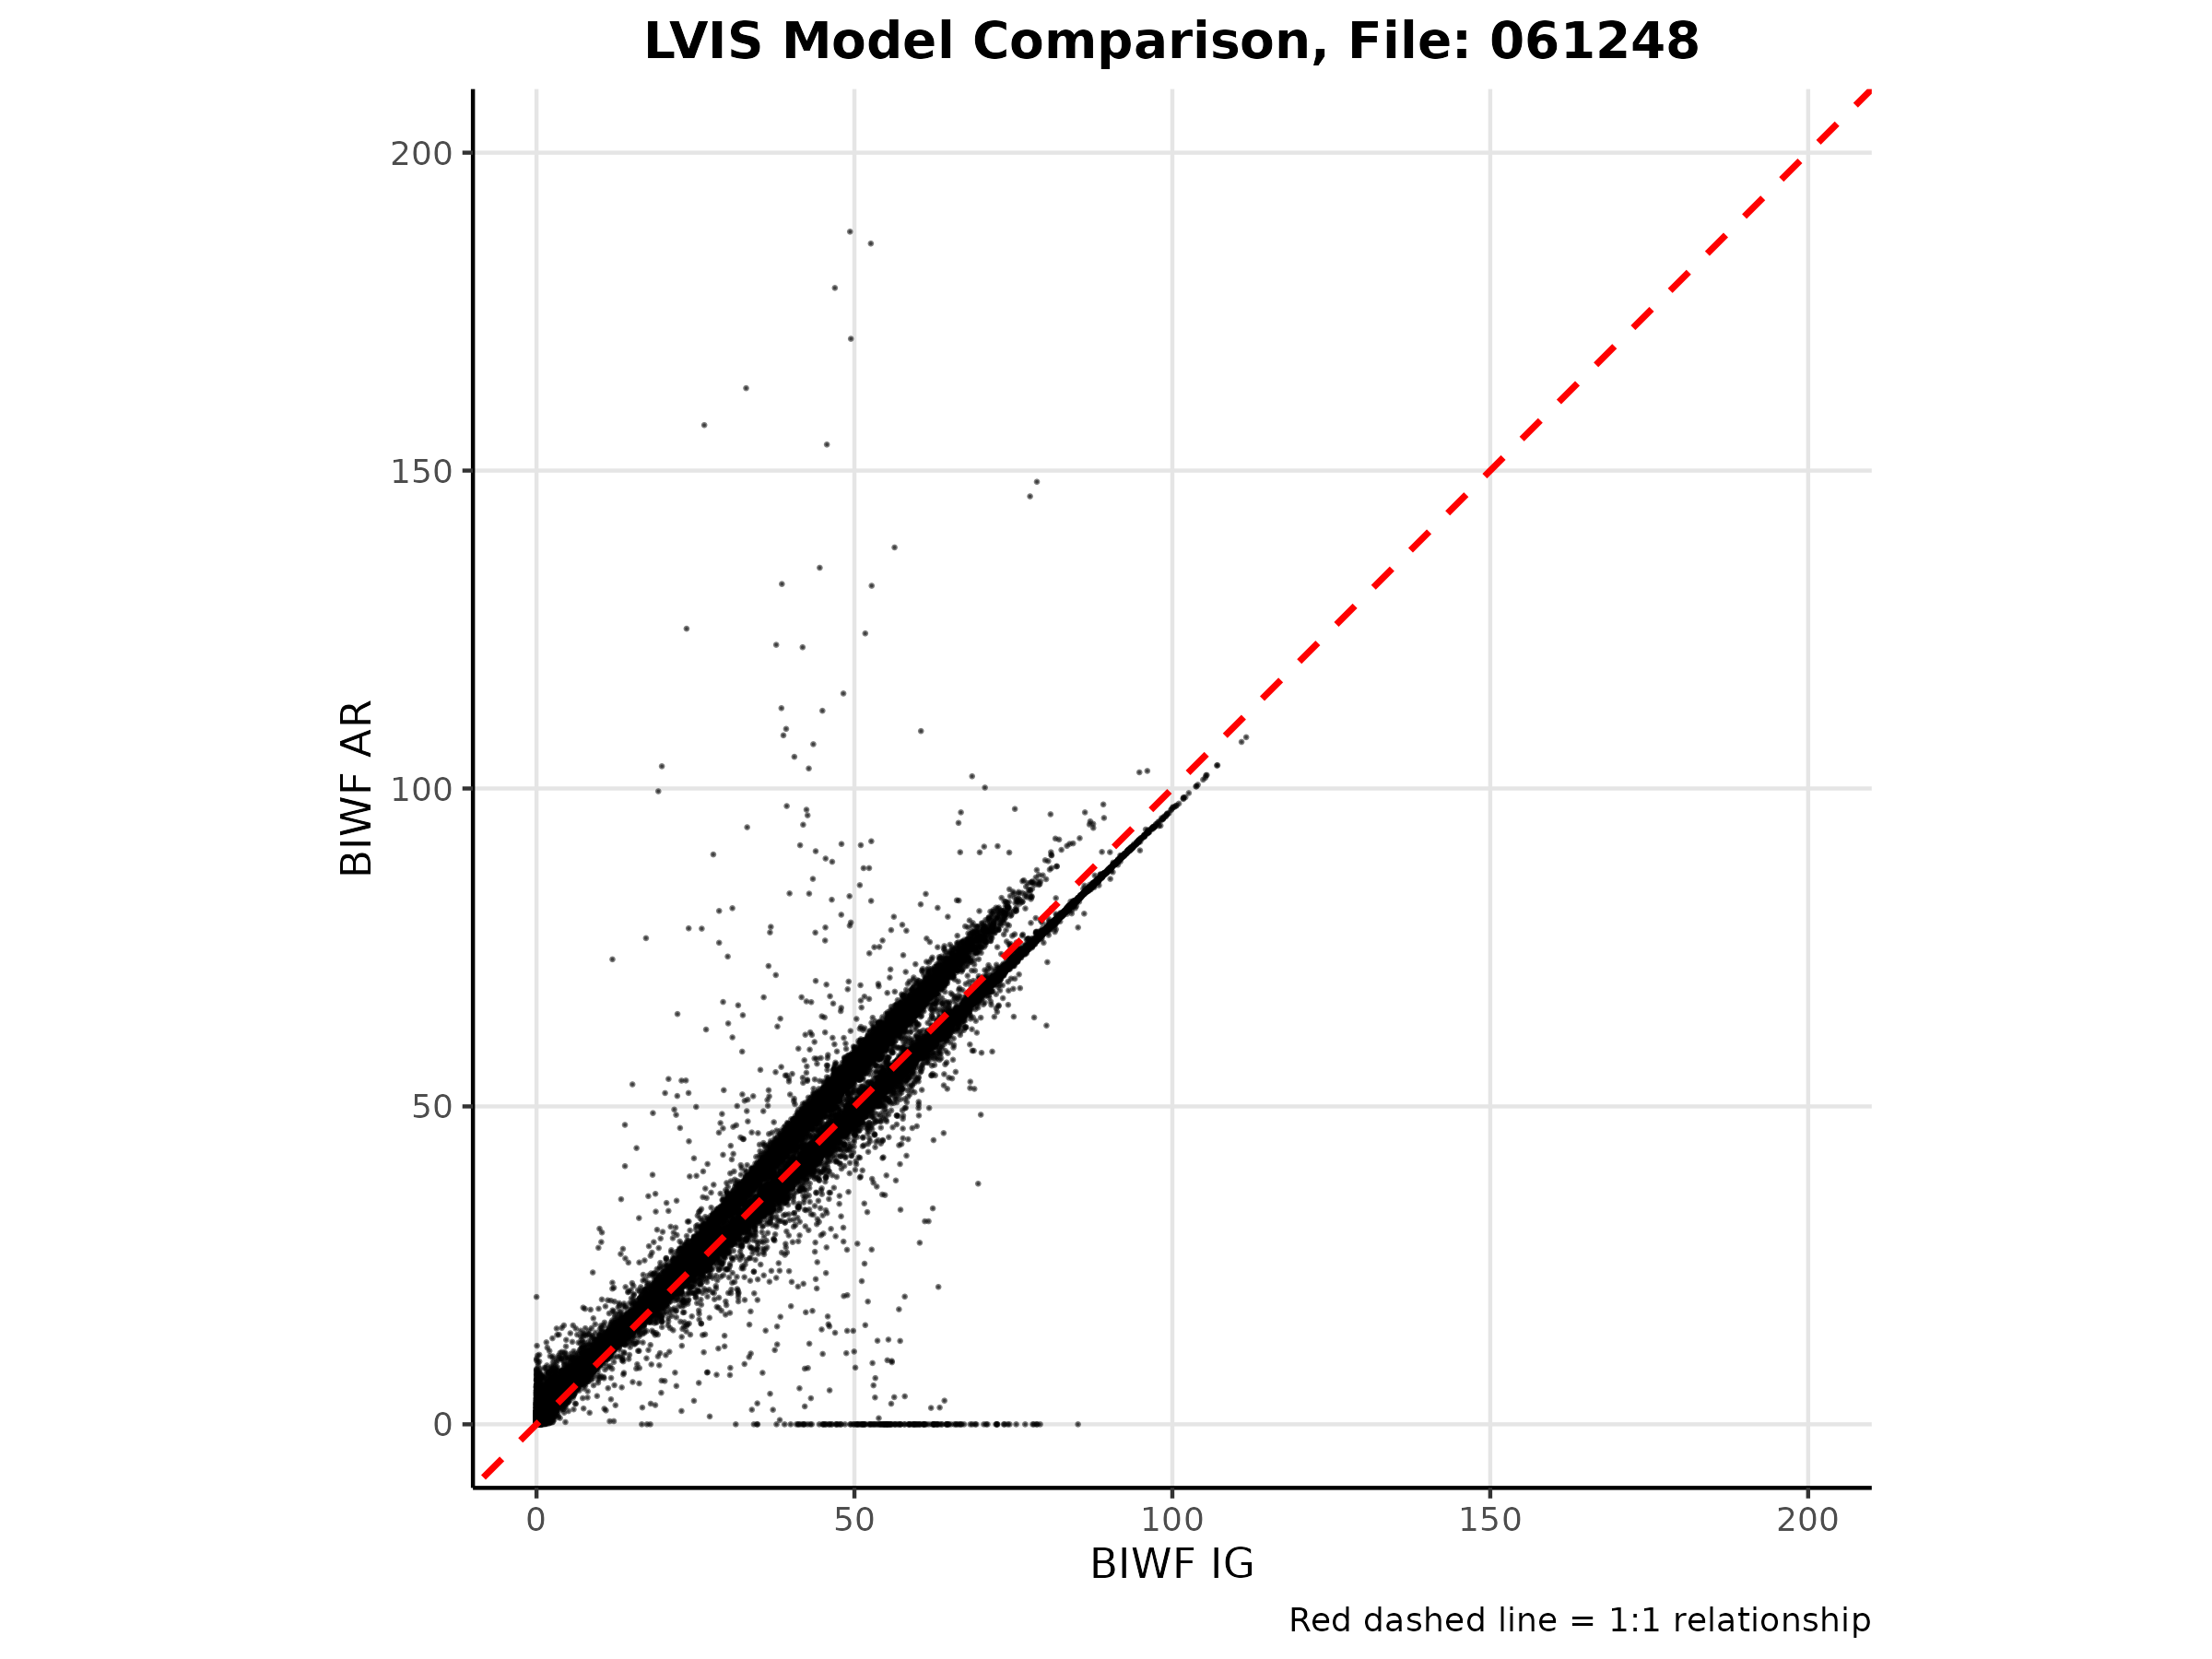 LVIS Model Comparison, File: 061248
200
150
100
50
0
BIWF AR
0 50 100 150 200
BIWF IG
Red dashed line = 1:1 relationship